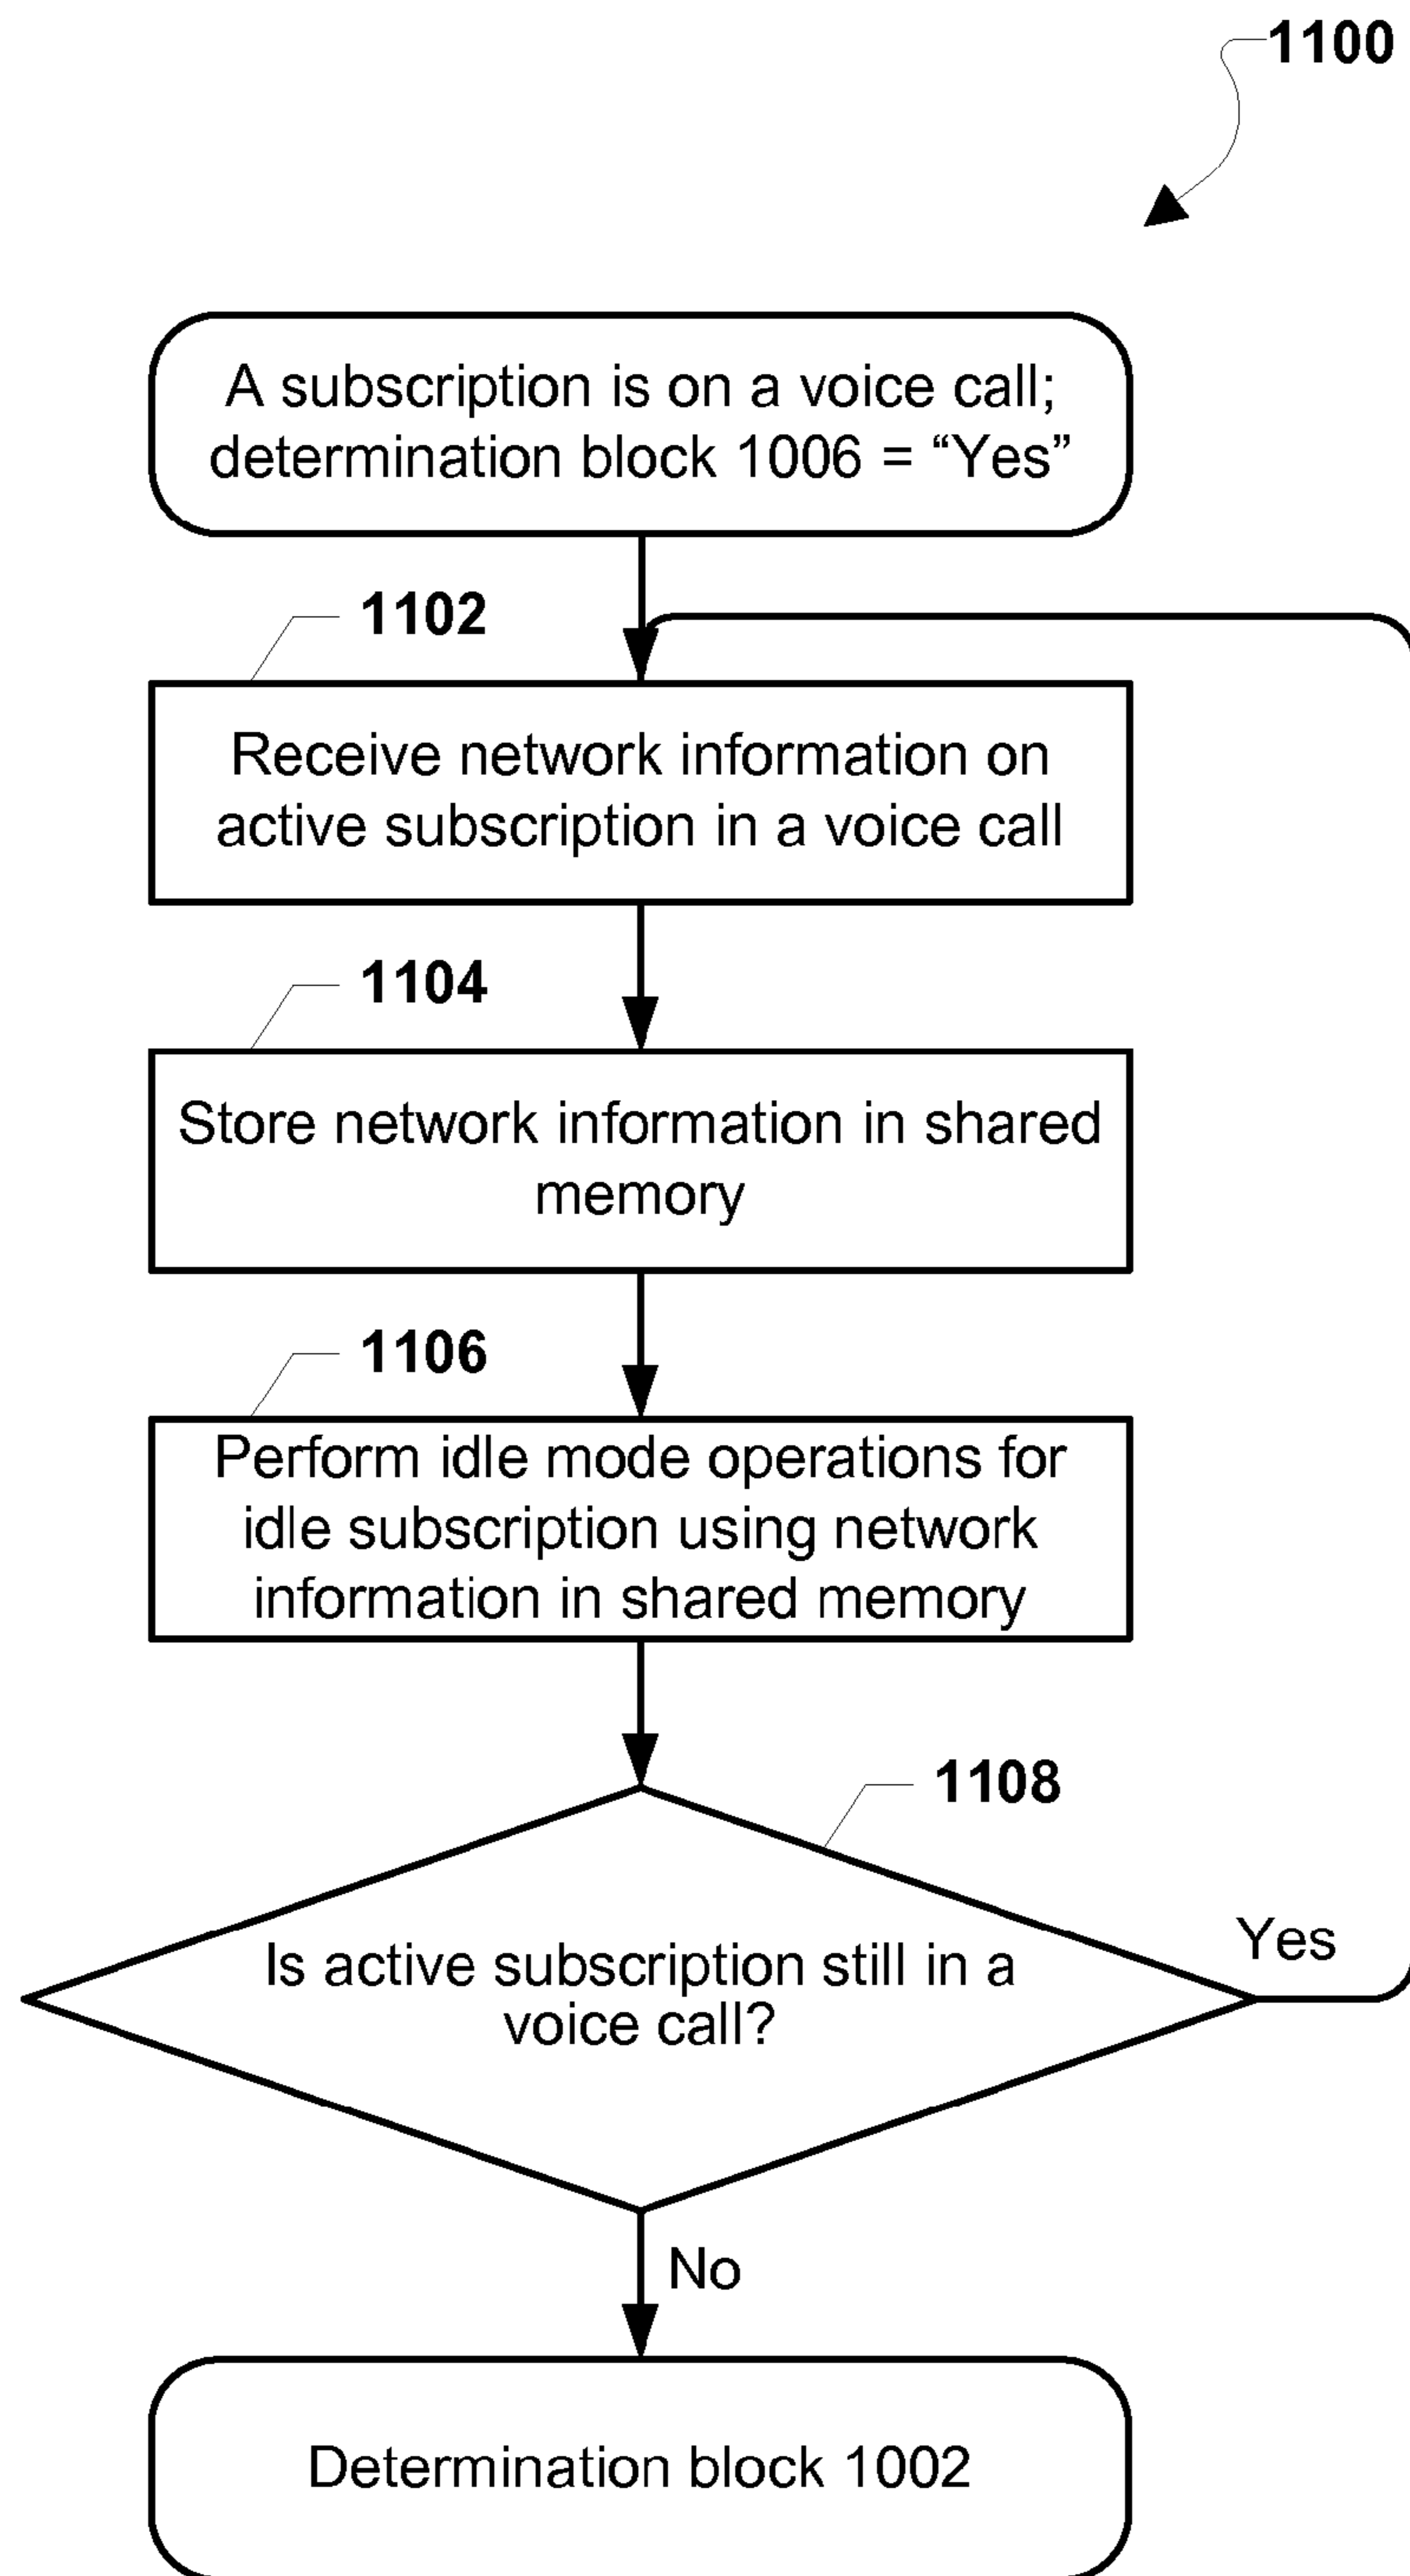 1100
A subscription is on a voice call;
determination block 1006 = “Yes”
1102
Receive network information on
active subscription in a voice call
1104
Store network information in shared
memory
1106
Perform idle mode operations for
idle subscription using network
information in shared memory
1108
Is active subscription still in a
voice call?
Yes
No
Determination block 1002